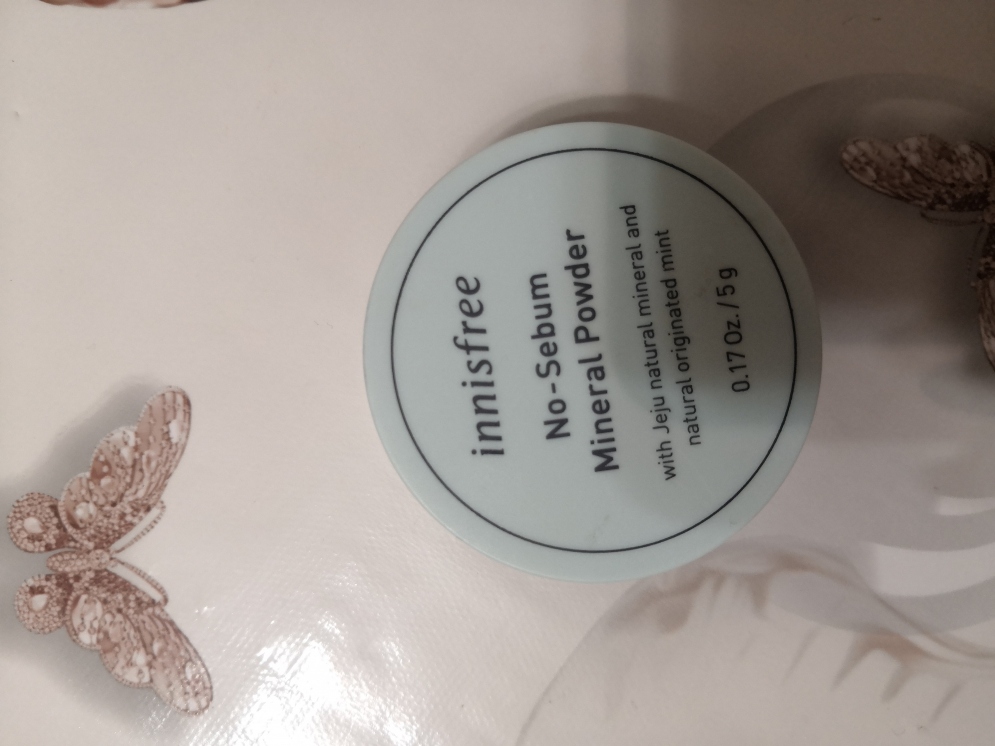 innisfree
No-Sebum
Mineral Powder
with Jeju natural mineral and
natural originated mint
0.17 Oz. / 5 g